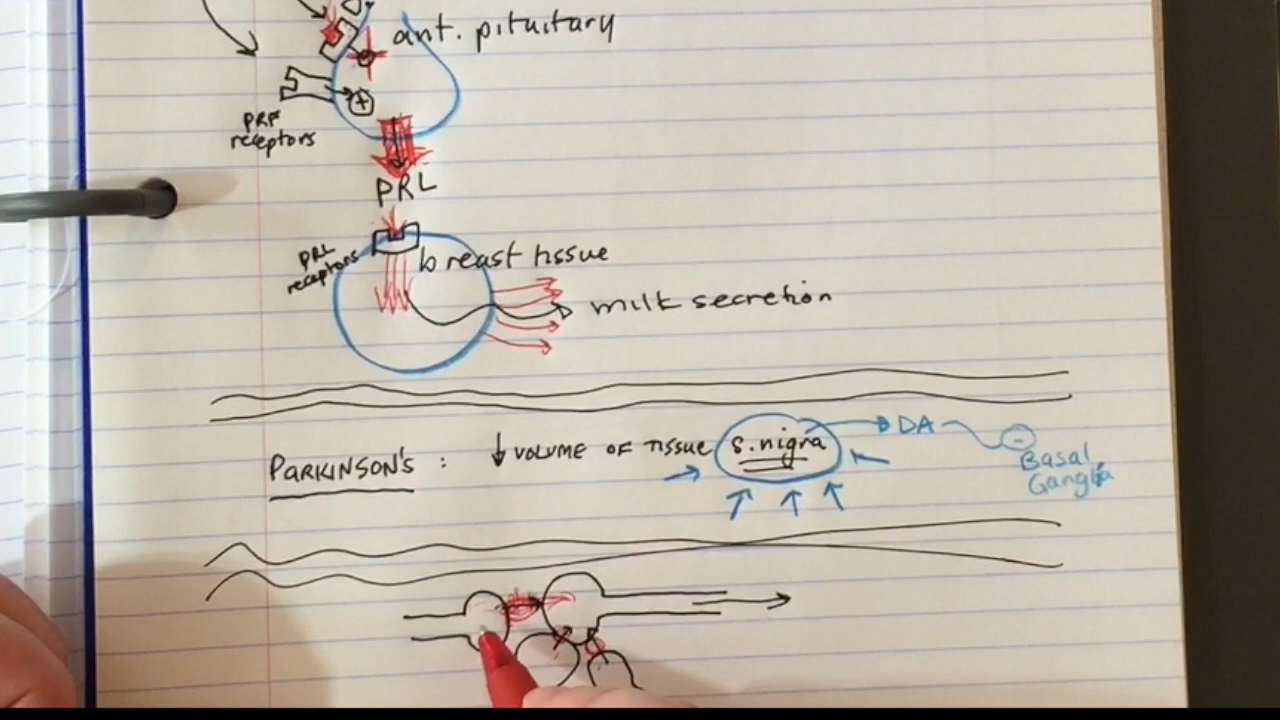 ant. pituitary
+
PRF
receptors
PRL
PRL
receptors
breast tissue
milk secretion
PARKINSON'S : ↓ VOLUME OF TISSUE s.nigra → DA
-
Basal
Ganglia